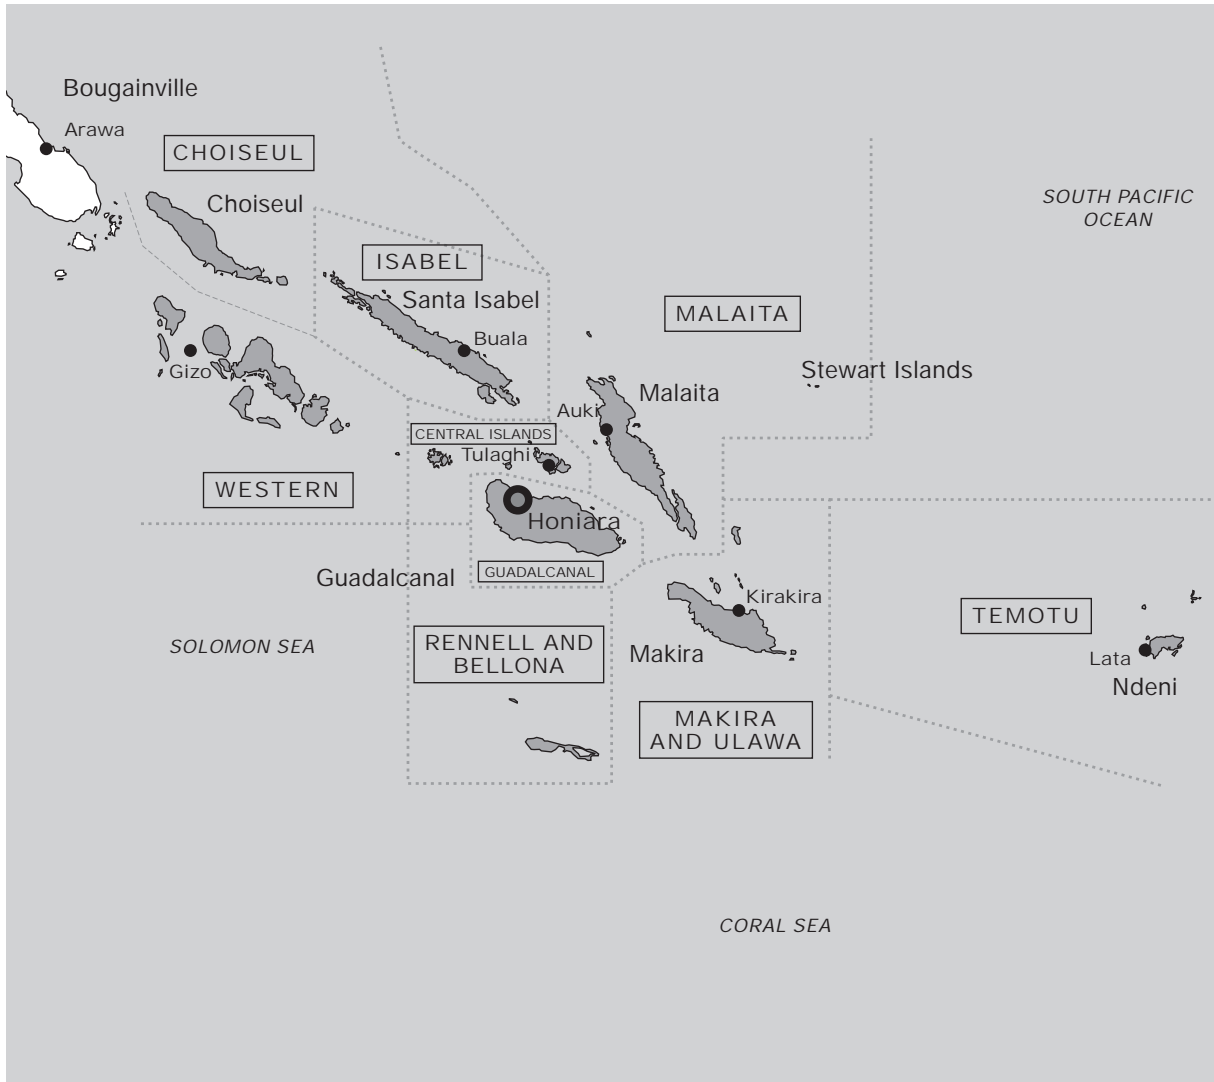 Bougainville
Arawa
CHOISEUL
Choiseul
SOUTH PACIFIC
OCEAN
ISABEL
Santa Isabel
MALAITA
Buala
Gizo
Stewart Islands
Malaita
Auki
CENTRAL ISLANDS
Tulaghi
WESTERN
Honiara
Guadalcanal
GUADALCANAL
Kirakira
TEMOTU
SOLOMON SEA
RENNELL AND
BELLONA
Makira
Lata
Ndeni
MAKIRA
AND ULAWA
CORAL SEA